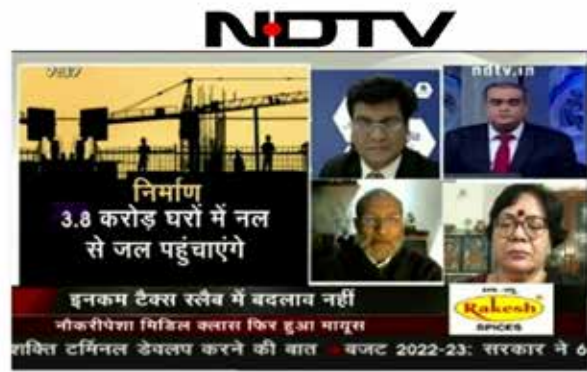 NDTV
ndtv.in
निर्माण
3.8 करोड़ घरों में नल
से जल पहुंचाएंगे
इनकम टैक्स स्लैब में बदलाव नहीं
नौकरीपेशा मिडिल क्लास फिर हुआ मायूस
Rakesh
SPICES
शक्ति टर्मिनल डेवलप करने की बात बजट 2022-23: सरकार ने 6